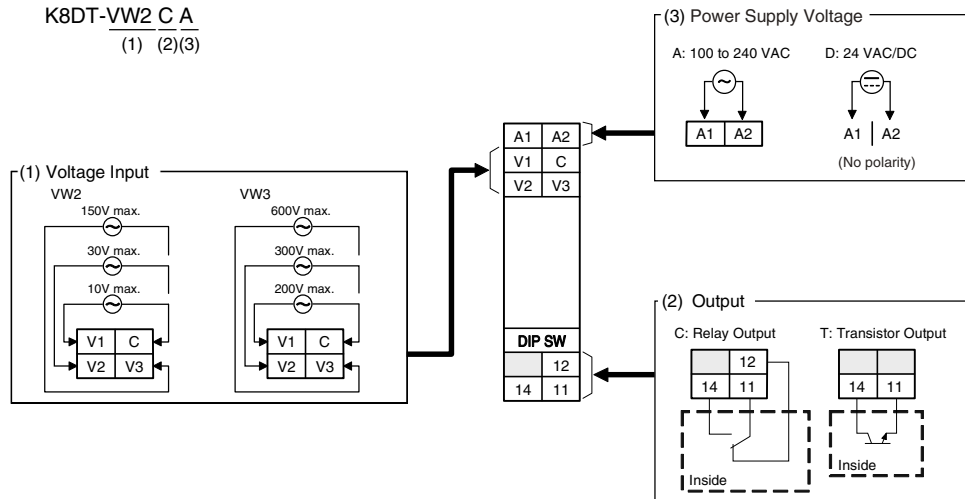 K8DT-VW2 C A
(1) (2)(3)
(3) Power Supply Voltage
A: 100 to 240 VAC
D: 24 VAC/DC
A1 A2
A1 A2
(No polarity)
A1 A2
V1 C
V2 V3
DIP SW
12
14 11
(1) Voltage Input
VW2
150V max.
30V max.
10V max.
V1 C
V2 V3
VW3
600V max.
300V max.
200V max.
V1 C
V2 V3
(2) Output
C: Relay Output
12
14 11
Inside
T: Transistor Output
14 11
Inside